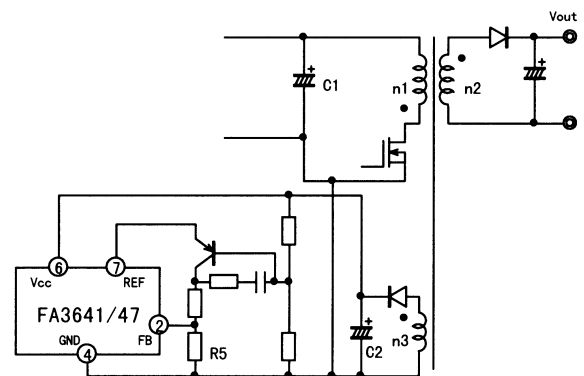 Vout
+
+
C1
n1
n2
6
7
Vcc
REF
FA3641/47
GND
FB
2
4
R5
+
C2
n3